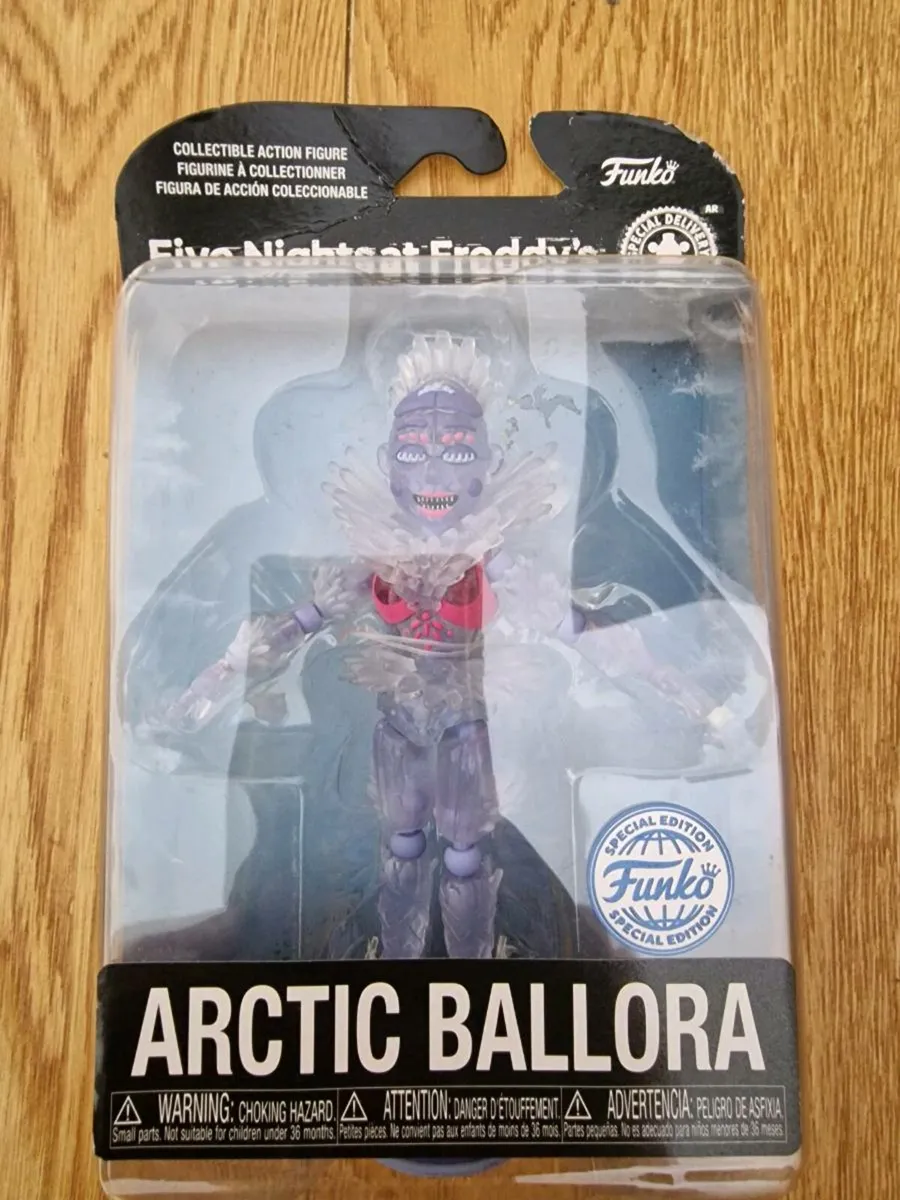 COLLECTIBLE ACTION FIGURE
FIGURINE À COLLECTIONNER
FIGURA DE ACCIÓN COLECCIONABLE
Funko
AR
SPECIAL DELIVERY
Five Nights at Freddy's
SPECIAL EDITION
Funko
SPECIAL EDITION
ARCTIC BALLORA
WARNING: CHOKING HAZARD.
Small parts. Not suitable for children under 36 months.
ATTENTION: DANGER D'ÉTOUFFEMENT.
Petites pièces. Ne convient pas aux enfants de moins de 36 mois.
ADVERTENCIA: PELIGRO DE ASFIXIA.
Partes pequeñas. No es adecuado para niños menores de 36 meses.